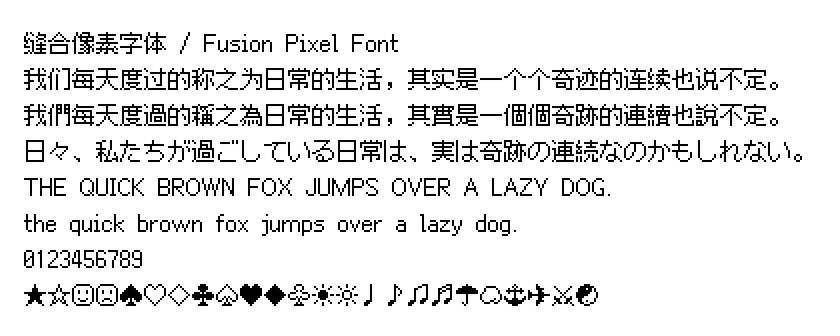 缝合像素字体 / Fusion Pixel Font
我们每天度过的称之为日常的生活，其实是一个个奇迹的连续也说不定。
我們每天度過的稱之為日常的生活，其實是一個個奇跡的連續也說不定。
日々、私たちが過ごしている日常は、実は奇跡の連続なのかもしれない。
THE QUICK BROWN FOX JUMPS OVER A LAZY DOG.
the quick brown fox jumps over a lazy dog.
0123456789
★☆☺☹♠♡♢♣♤♥♦♧☀☼♩♪♫♬☂☁⚓✈⚔☯